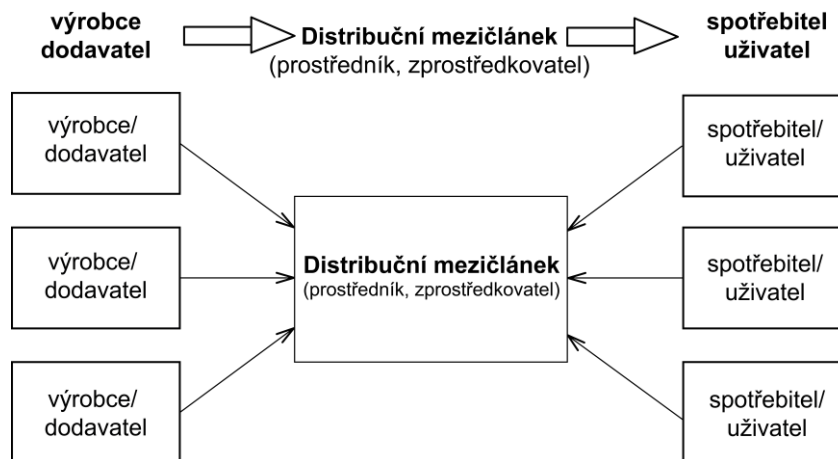 výrobce
dodavatel
Distribuční mezičlánek
(prostředník, zprostředkovatel)
spotřebitel
uživatel
výrobce/
dodavatel
spotřebitel/
uživatel
výrobce/
dodavatel
Distribuční mezičlánek
(prostředník, zprostředkovatel)
spotřebitel/
uživatel
výrobce/
dodavatel
spotřebitel/
uživatel